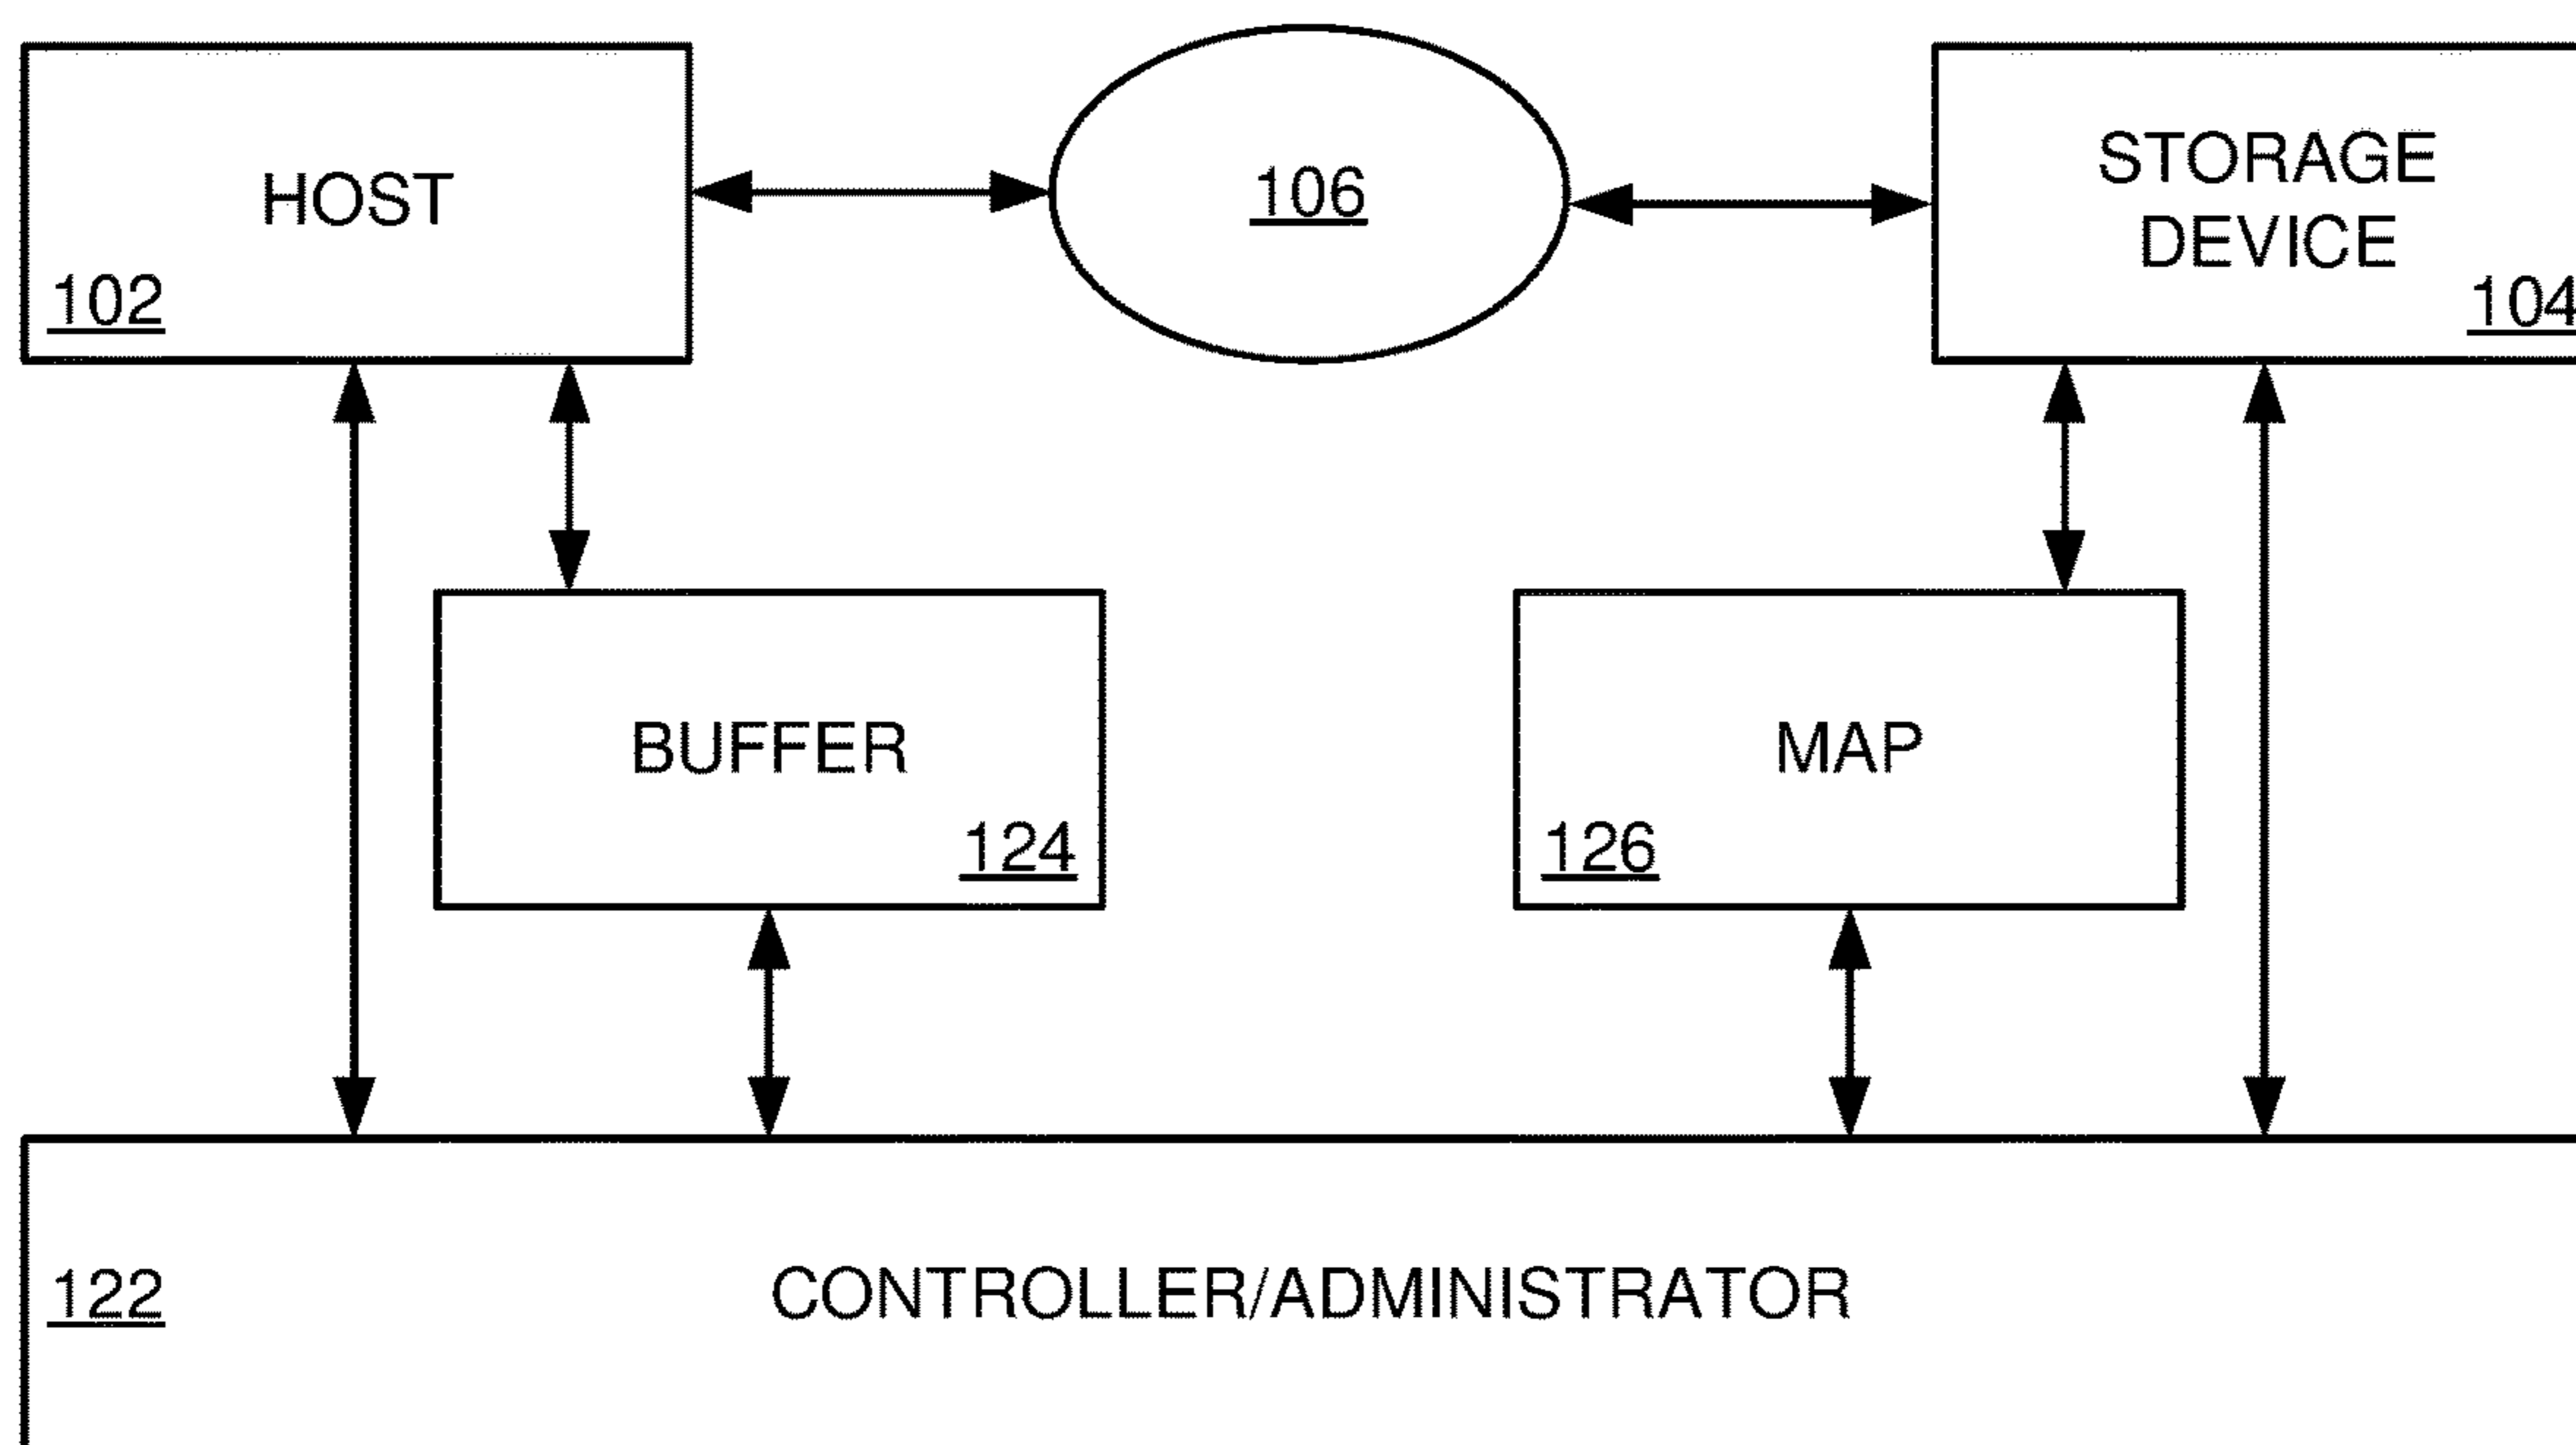 HOST
102
106
STORAGE
DEVICE
104
BUFFER
124
MAP
126
122
CONTROLLER/ADMINISTRATOR